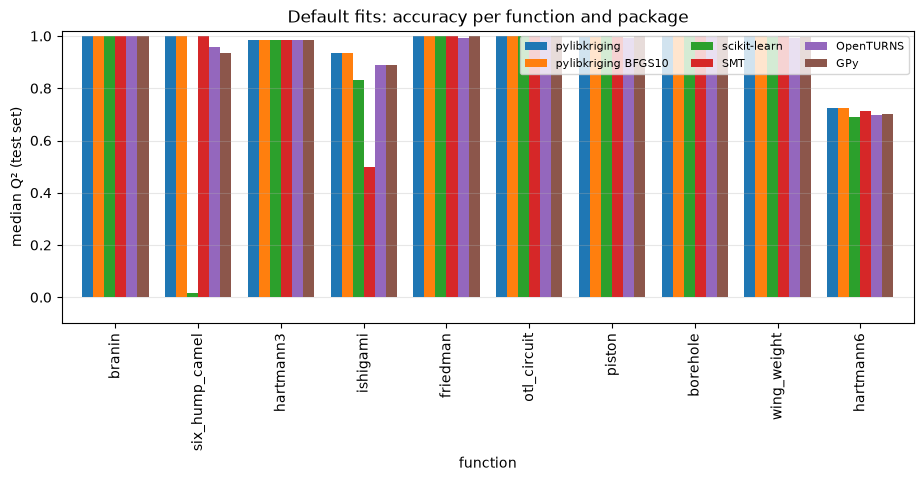 Default fits: accuracy per function and package
pylibkriging
pylibkriging BFGS10
scikit-learn
SMT
OpenTURNS
GPy
median Q² (test set)
1.0
0.8
0.6
0.4
0.2
0.0
branin
six_hump_camel
hartmann3
ishigami
friedman
otl_circuit
piston
borehole
wing_weight
hartmann6
function